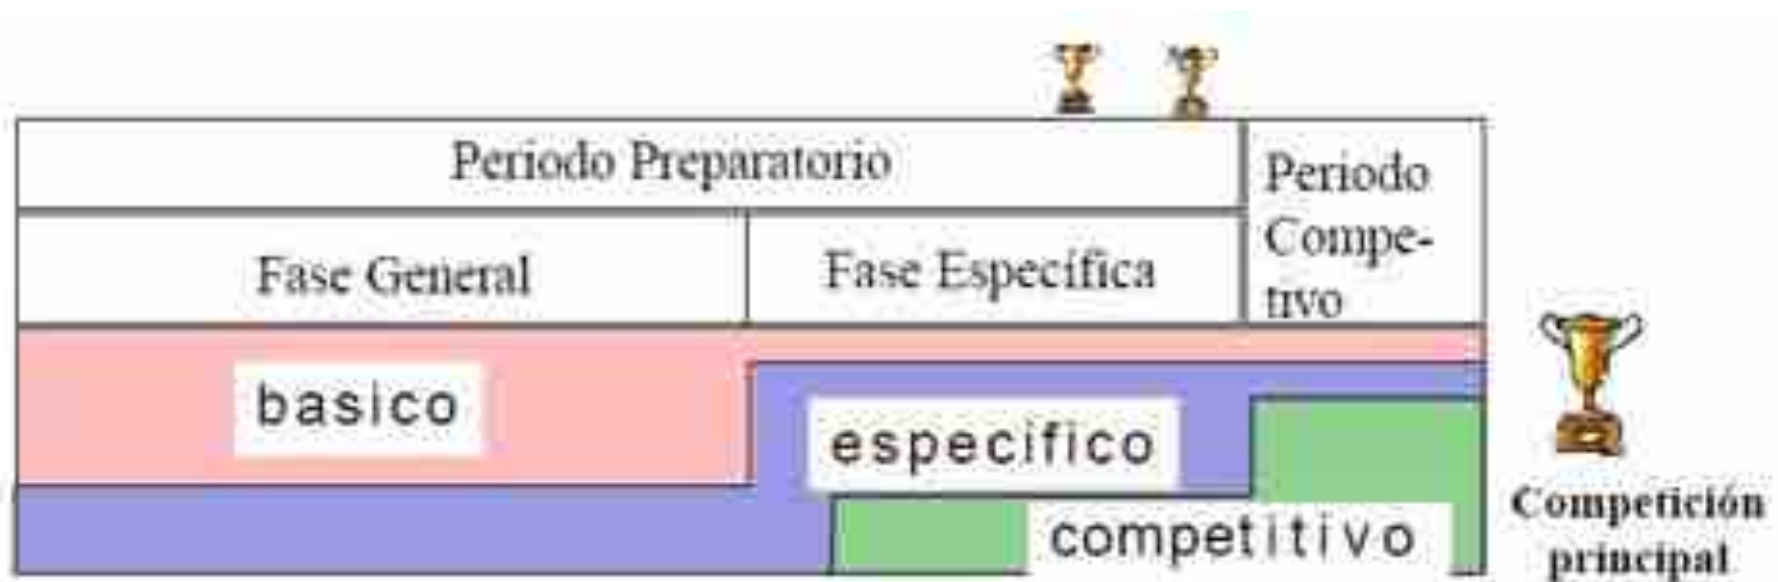 Periodo Preparatorio
Periodo
Compe-
tivo
Fase General
Fase Específica
basico
especifico
competitivo
Competición
principal